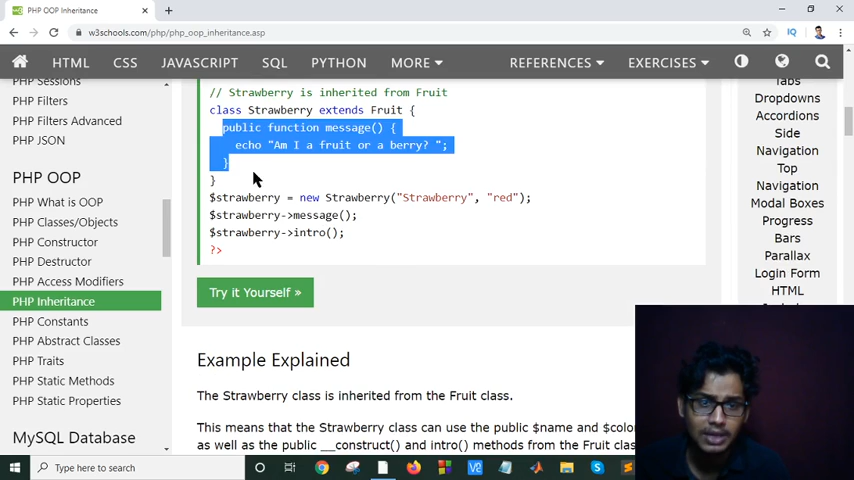 PHP OOP Inheritance
w3schools.com/php/php_oop_inheritance.asp
HTML CSS JAVASCRIPT SQL PYTHON MORE REFERENCES EXERCISES
PHP Sessions
PHP Filters
PHP Filters Advanced
PHP JSON
PHP OOP
PHP What is OOP
PHP Classes/Objects
PHP Constructor
PHP Destructor
PHP Access Modifiers
PHP Inheritance
PHP Constants
PHP Abstract Classes
PHP Traits
PHP Static Methods
PHP Static Properties
MySQL Database
// Strawberry is inherited from Fruit
class Strawberry extends Fruit {
public function message() {
echo "Am I a fruit or a berry? ";
}
}
$strawberry = new Strawberry("Strawberry", "red");
$strawberry->message();
$strawberry->intro();
?>
Try it Yourself »
Example Explained
The Strawberry class is inherited from the Fruit class.
This means that the Strawberry class can use the public $name and $colo
as well as the public __construct() and intro() methods from the Fruit clas
Tabs
Dropdowns
Accordions
Side
Navigation
Top
Navigation
Modal Boxes
Progress
Bars
Parallax
Login Form
HTML
Type here to search